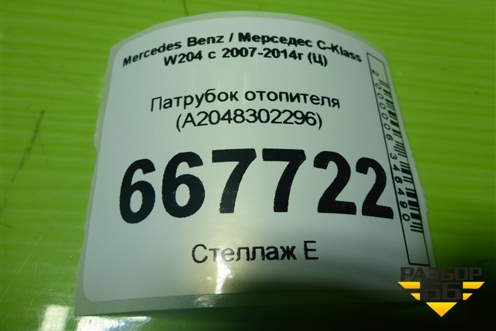 Mercedes Benz / Мерседес C-Klass
W204 с 2007-2014г (Ц)
Патрубок отопителя
(A2048302296)
667722
Стеллаж Е
РАЗБОР
66